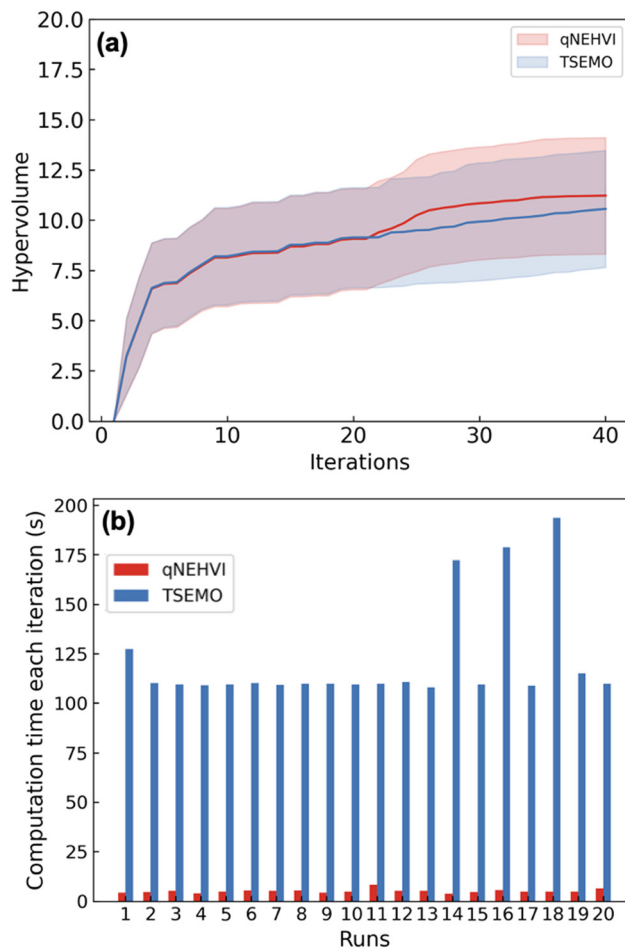 (a)
qNEHVI
TSEMO
20.0
17.5
15.0
12.5
10.0
7.5
5.0
2.5
0.0
Hypervolume
0 10 20 30 40
Iterations
(b)
qNEHVI
TSEMO
200
175
150
125
100
75
50
25
0
Computation time each iteration (s)
1 2 3 4 5 6 7 8 9 10 11 12 13 14 15 16 17 18 19 20
Runs